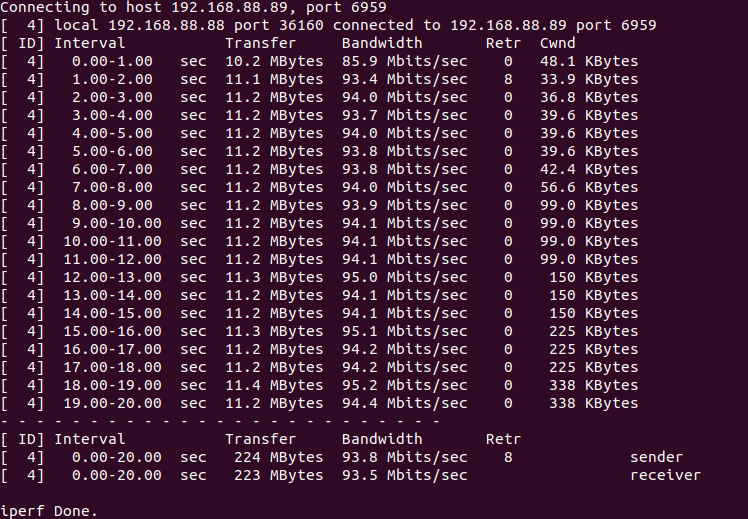 Connecting to host 192.168.88.89, port 6959
[  4] local 192.168.88.88 port 36160 connected to 192.168.88.89 port 6959
[ ID] Interval           Transfer     Bandwidth       Retr  Cwnd
[  4]   0.00-1.00   sec  10.2 MBytes  85.9 Mbits/sec    0   48.1 KBytes
[  4]   1.00-2.00   sec  11.1 MBytes  93.4 Mbits/sec    8   33.9 KBytes
[  4]   2.00-3.00   sec  11.2 MBytes  94.0 Mbits/sec    0   36.8 KBytes
[  4]   3.00-4.00   sec  11.2 MBytes  93.7 Mbits/sec    0   39.6 KBytes
[  4]   4.00-5.00   sec  11.2 MBytes  94.0 Mbits/sec    0   39.6 KBytes
[  4]   5.00-6.00   sec  11.2 MBytes  93.8 Mbits/sec    0   39.6 KBytes
[  4]   6.00-7.00   sec  11.2 MBytes  93.8 Mbits/sec    0   42.4 KBytes
[  4]   7.00-8.00   sec  11.2 MBytes  94.0 Mbits/sec    0   56.6 KBytes
[  4]   8.00-9.00   sec  11.2 MBytes  93.9 Mbits/sec    0   99.0 KBytes
[  4]   9.00-10.00  sec  11.2 MBytes  94.1 Mbits/sec    0   99.0 KBytes
[  4]  10.00-11.00  sec  11.2 MBytes  94.1 Mbits/sec    0   99.0 KBytes
[  4]  11.00-12.00  sec  11.2 MBytes  94.1 Mbits/sec    0   99.0 KBytes
[  4]  12.00-13.00  sec  11.3 MBytes  95.0 Mbits/sec    0    150 KBytes
[  4]  13.00-14.00  sec  11.2 MBytes  94.1 Mbits/sec    0    150 KBytes
[  4]  14.00-15.00  sec  11.2 MBytes  94.1 Mbits/sec    0    150 KBytes
[  4]  15.00-16.00  sec  11.3 MBytes  95.1 Mbits/sec    0    225 KBytes
[  4]  16.00-17.00  sec  11.2 MBytes  94.2 Mbits/sec    0    225 KBytes
[  4]  17.00-18.00  sec  11.2 MBytes  94.2 Mbits/sec    0    225 KBytes
[  4]  18.00-19.00  sec  11.4 MBytes  95.2 Mbits/sec    0    338 KBytes
[  4]  19.00-20.00  sec  11.2 MBytes  94.4 Mbits/sec    0    338 KBytes
- - - - - - - - - - - - - - - - - - - - - - - - -
[ ID] Interval           Transfer     Bandwidth       Retr
[  4]   0.00-20.00  sec   224 MBytes  93.8 Mbits/sec    8             sender
[  4]   0.00-20.00  sec   223 MBytes  93.5 Mbits/sec                  receiver
iperf Done.